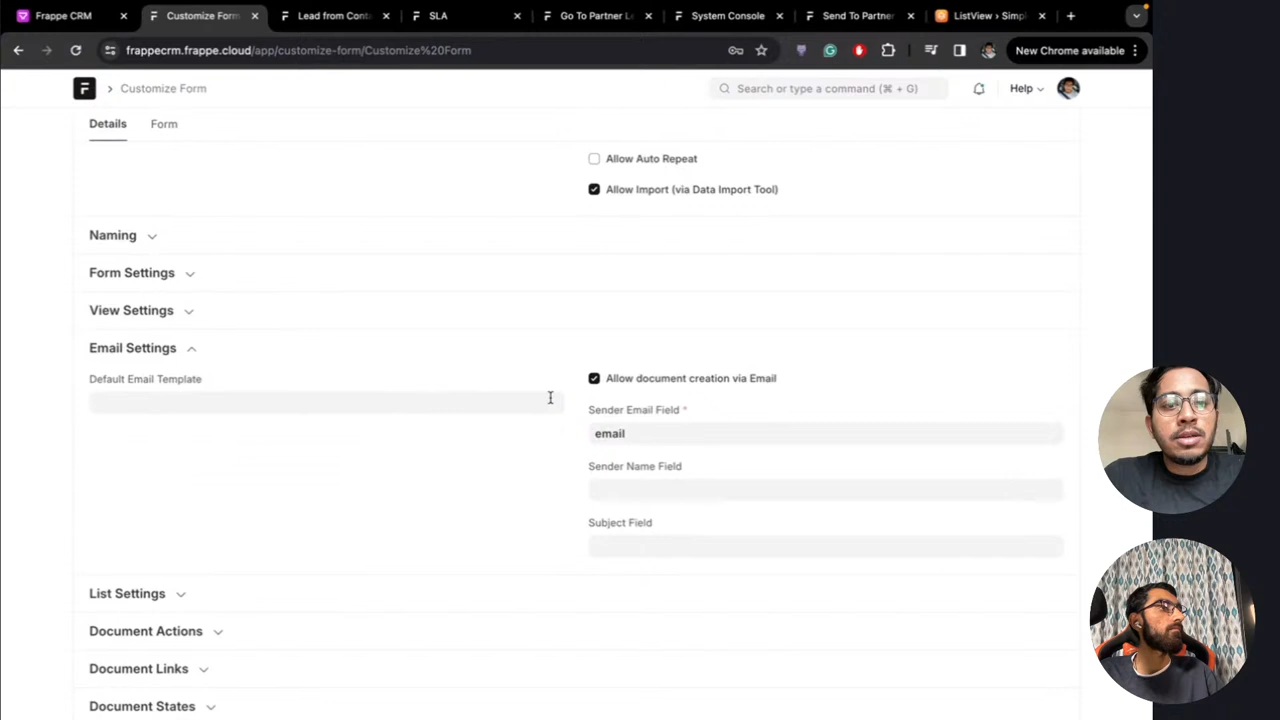 Frappe CRM
Customize Form
Lead from Conta
SLA
Go To Partner Le
System Console
Send To Partner
ListView › Simpl
frappecrm.frappe.cloud/app/customize-form/Customize%20Form
New Chrome available
Customize Form
Search or type a command (⌘ + G)
Help
Details
Form
Allow Auto Repeat
Allow Import (via Data Import Tool)
Naming
Form Settings
View Settings
Email Settings
Default Email Template
Allow document creation via Email
Sender Email Field *
email
Sender Name Field
Subject Field
List Settings
Document Actions
Document Links
Document States